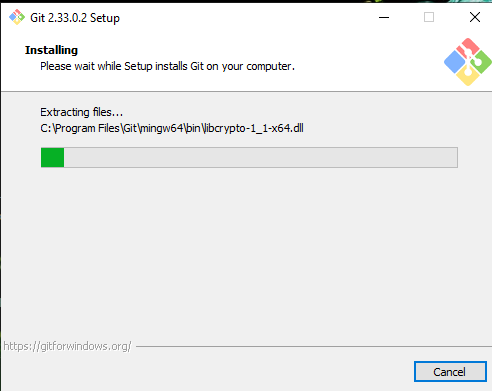 Git 2.33.0.2 Setup
Installing
Please wait while Setup installs Git on your computer.
Extracting files...
C:\Program Files\Git\mingw64\bin\libcrypto-1_1-x64.dll
https://gitforwindows.org/
Cancel